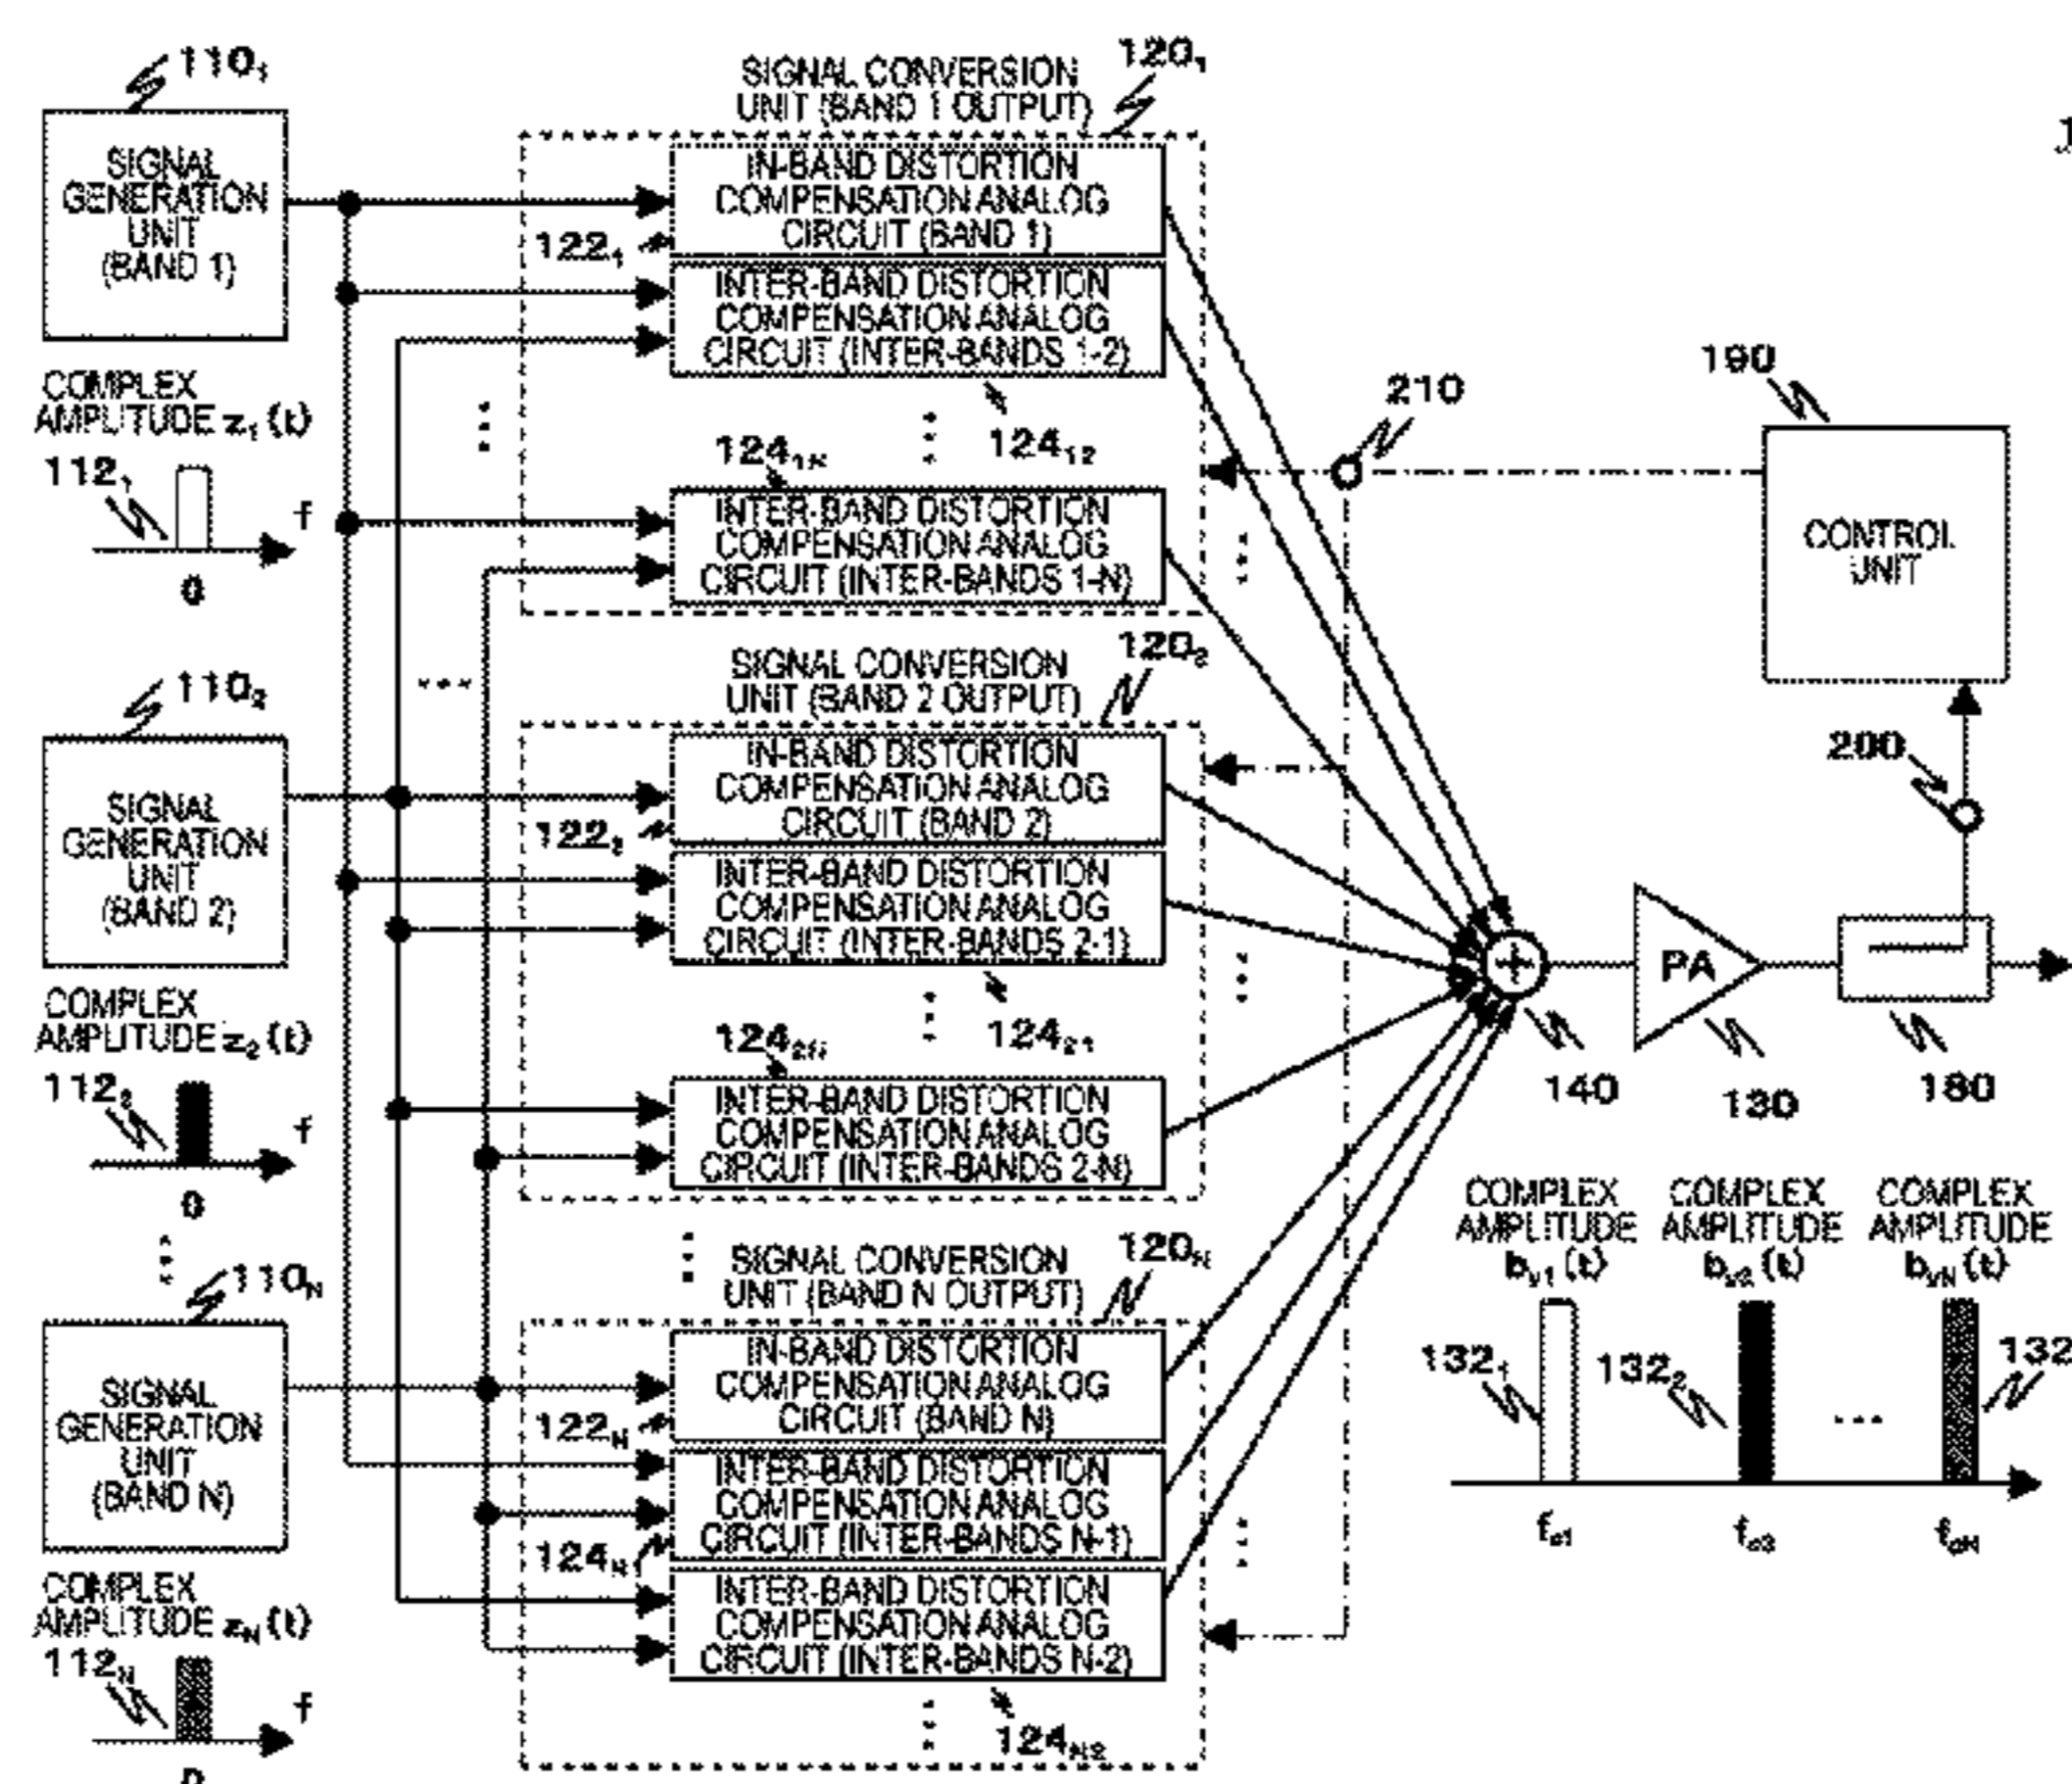 110₁
SIGNAL
GENERATION
UNIT
(BAND 1)
COMPLEX
AMPLITUDE z₁(t)
112₁
f
0
110₂
SIGNAL
GENERATION
UNIT
(BAND 2)
COMPLEX
AMPLITUDE z₂(t)
112₂
f
0
110N
SIGNAL
GENERATION
UNIT
(BAND N)
COMPLEX
AMPLITUDE zN(t)
112N
f
SIGNAL CONVERSION
UNIT (BAND 1 OUTPUT)
120₁
IN-BAND DISTORTION
COMPENSATION ANALOG
CIRCUIT (BAND 1)
122₁
INTER-BAND DISTORTION
COMPENSATION ANALOG
CIRCUIT (INTER-BANDS 1-2)
124₁₂
124₁N
INTER-BAND DISTORTION
COMPENSATION ANALOG
CIRCUIT (INTER-BANDS 1-N)
SIGNAL CONVERSION
UNIT (BAND 2 OUTPUT)
120₂
IN-BAND DISTORTION
COMPENSATION ANALOG
CIRCUIT (BAND 2)
122₂
INTER-BAND DISTORTION
COMPENSATION ANALOG
CIRCUIT (INTER-BANDS 2-1)
124₂₁
124₂N
INTER-BAND DISTORTION
COMPENSATION ANALOG
CIRCUIT (INTER-BANDS 2-N)
SIGNAL CONVERSION
UNIT (BAND N OUTPUT)
120N
IN-BAND DISTORTION
COMPENSATION ANALOG
CIRCUIT (BAND N)
122N
INTER-BAND DISTORTION
COMPENSATION ANALOG
CIRCUIT (INTER-BANDS N-1)
124N₁
INTER-BAND DISTORTION
COMPENSATION ANALOG
CIRCUIT (INTER-BANDS N-2)
124N₂
210
190
CONTROL
UNIT
200
PA
140
130
180
COMPLEX
AMPLITUDE
COMPLEX
AMPLITUDE
COMPLEX
AMPLITUDE
132₁
132₂
...
132